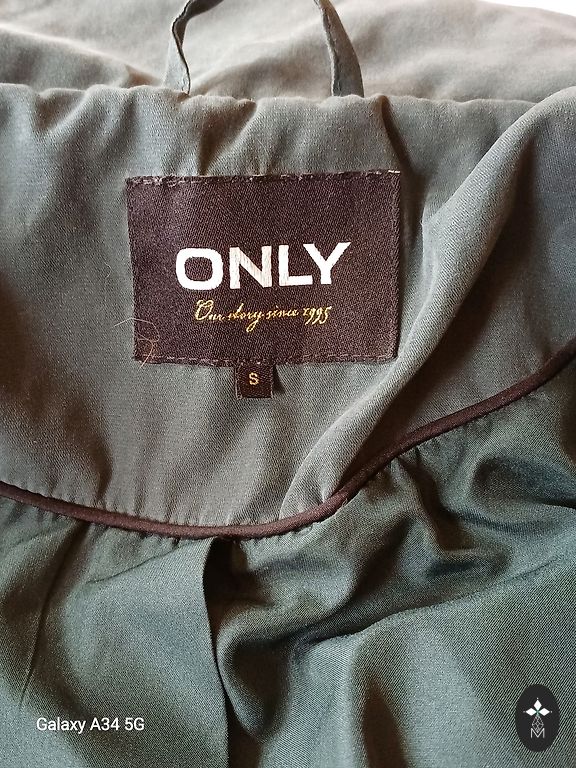 ONLY
Our story since 1995
S
Galaxy A34 5G
M